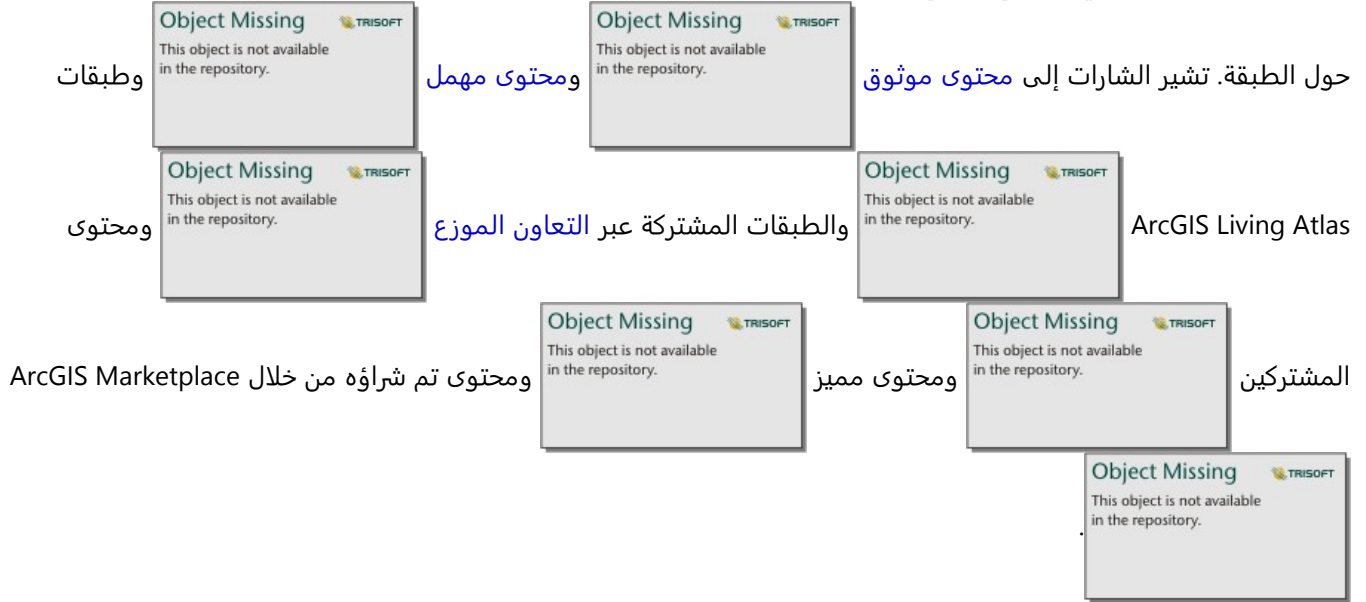 Object Missing TRISOFT Object Missing TRISOFT
This object is not available This object is not available
in the repository. in the repository.
حول الطبقة. تشير الشارات إلى محتوى موثوق ومحتوى مهمل وطبقات
Object Missing TRISOFT Object Missing TRISOFT
This object is not available This object is not available
in the repository. in the repository.
ArcGIS Living Atlas والطبقات المشتركة عبر التعاون الموزع ومحتوى
Object Missing TRISOFT Object Missing TRISOFT
This object is not available This object is not available
in the repository. in the repository.
المشتركين ومحتوى مميز ومحتوى تم شراؤه من خلال ArcGIS Marketplace
Object Missing TRISOFT
This object is not available
in the repository.
.